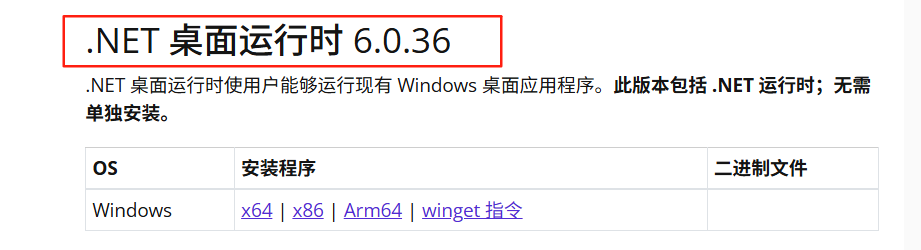 .NET 桌面运行时 6.0.36
.NET 桌面运行时使用户能够运行现有 Windows 桌面应用程序。此版本包括 .NET 运行时；无需
单独安装。
OS 安装程序 二进制文件
Windows x64 | x86 | Arm64 | winget 指令